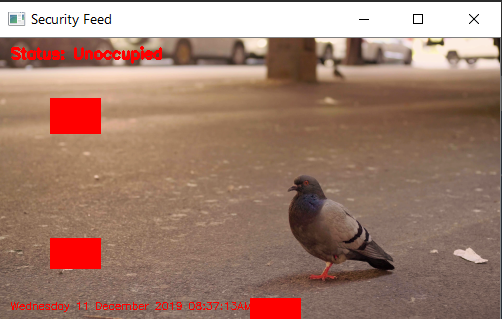 Security Feed
Status: Unoccupied
Wednesday 11 December 2019 08:37:13AM